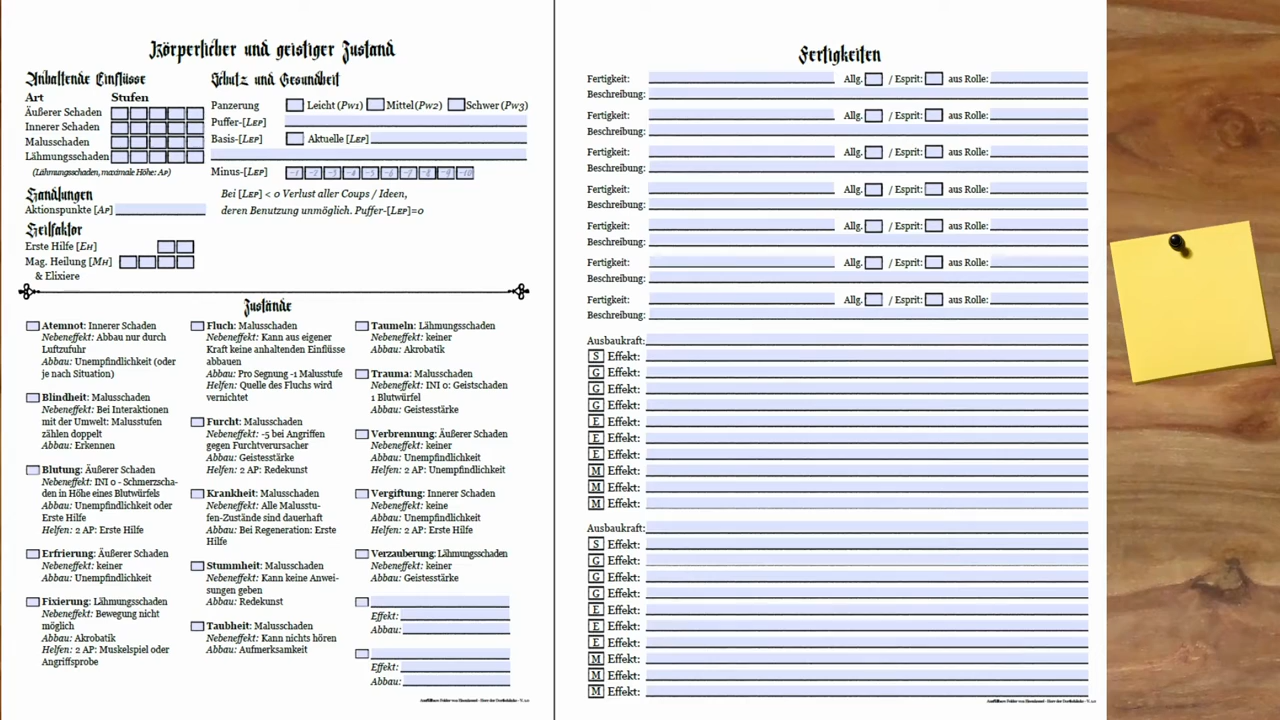 Körperlicher und geistiger Zustand
Anhaltende Einflüsse
Art Stufen
Äußerer Schaden
Innerer Schaden
Malusschaden
Lähmungsschaden
(Lähmungsschaden, maximale Höhe: AP)
Handlungen
Aktionspunkte [AP]
Heilfaktor
Erste Hilfe [EH]
Mag. Heilung [MH]
& Elixiere
Schutz und Gesundheit
Panzerung Leicht (PW1) Mittel (PW2) Schwer (PW3)
Puffer-[LEP]
Basis-[LEP] Aktuelle [LEP]
Minus-[LEP] -1 -2 -3 -4 -5 -6 -7 -8 -9 -10
Bei [LEP] < 0 Verlust aller Coups / Ideen,
deren Benutzung unmöglich. Puffer-[LEP]=0
Zustände
Atemnot: Innerer Schaden
Nebeneffekt: Abbau nur durch
Luftzufuhr
Abbau: Unempfindlichkeit (oder
je nach Situation)
Blindheit: Malusschaden
Nebeneffekt: Bei Interaktionen
mit der Umwelt: Malusstufen
zählen doppelt
Abbau: Erkennen
Blutung: Äußerer Schaden
Nebeneffekt: INI 0 - Schmerzscha-
den in Höhe eines Blutwürfels
Abbau: Unempfindlichkeit oder
Erste Hilfe
Helfen: 2 AP: Erste Hilfe
Erfrierung: Äußerer Schaden
Nebeneffekt: keiner
Abbau: Unempfindlichkeit
Fixierung: Lähmungsschaden
Nebeneffekt: Bewegung nicht
möglich
Abbau: Akrobatik
Helfen: 2 AP: Muskelspiel oder
Angriffsprobe
Fluch: Malusschaden
Nebeneffekt: Kann aus eigener
Kraft keine anhaltenden Einflüsse
abbauen
Abbau: Pro Segnung -1 Malusstufe
Helfen: Quelle des Fluchs wird
vernichtet
Furcht: Malusschaden
Nebeneffekt: -5 bei Angriffen
gegen Furchtverursacher
Abbau: Geistesstärke
Helfen: 2 AP: Redekunst
Krankheit: Malusschaden
Nebeneffekt: Alle Malusstu-
fen-Zustände sind dauerhaft
Abbau: Bei Regeneration: Erste
Hilfe
Stummheit: Malusschaden
Nebeneffekt: Kann keine Anwei-
sungen geben
Abbau: Redekunst
Taubheit: Malusschaden
Nebeneffekt: Kann nichts hören
Abbau: Aufmerksamkeit
Taumeln: Lähmungsschaden
Nebeneffekt: keiner
Abbau: Akrobatik
Trauma: Malusschaden
Nebeneffekt: INI 0: Geistschaden
1 Blutwürfel
Abbau: Geistesstärke
Verbrennung: Äußerer Schaden
Nebeneffekt: keiner
Abbau: Unempfindlichkeit
Helfen: 2 AP: Unempfindlichkeit
Vergiftung: Innerer Schaden
Nebeneffekt: keine
Abbau: Unempfindlichkeit
Helfen: 2 AP: Erste Hilfe
Verzauberung: Lähmungsschaden
Nebeneffekt: keiner
Abbau: Geistesstärke
Effekt:
Abbau:
Effekt:
Abbau:
Fertigkeiten
Fertigkeit: Allg. / Esprit: aus Rolle:
Beschreibung:
Fertigkeit: Allg. / Esprit: aus Rolle:
Beschreibung:
Fertigkeit: Allg. / Esprit: aus Rolle:
Beschreibung:
Fertigkeit: Allg. / Esprit: aus Rolle:
Beschreibung:
Fertigkeit: Allg. / Esprit: aus Rolle:
Beschreibung:
Fertigkeit: Allg. / Esprit: aus Rolle:
Beschreibung:
Fertigkeit: Allg. / Esprit: aus Rolle:
Beschreibung:
Ausbaukraft:
S Effekt:
G Effekt:
G Effekt:
G Effekt:
E Effekt:
E Effekt:
E Effekt:
M Effekt:
M Effekt:
M Effekt:
Ausbaukraft:
S Effekt:
G Effekt:
G Effekt:
G Effekt:
E Effekt:
E Effekt:
E Effekt:
M Effekt:
M Effekt:
M Effekt: